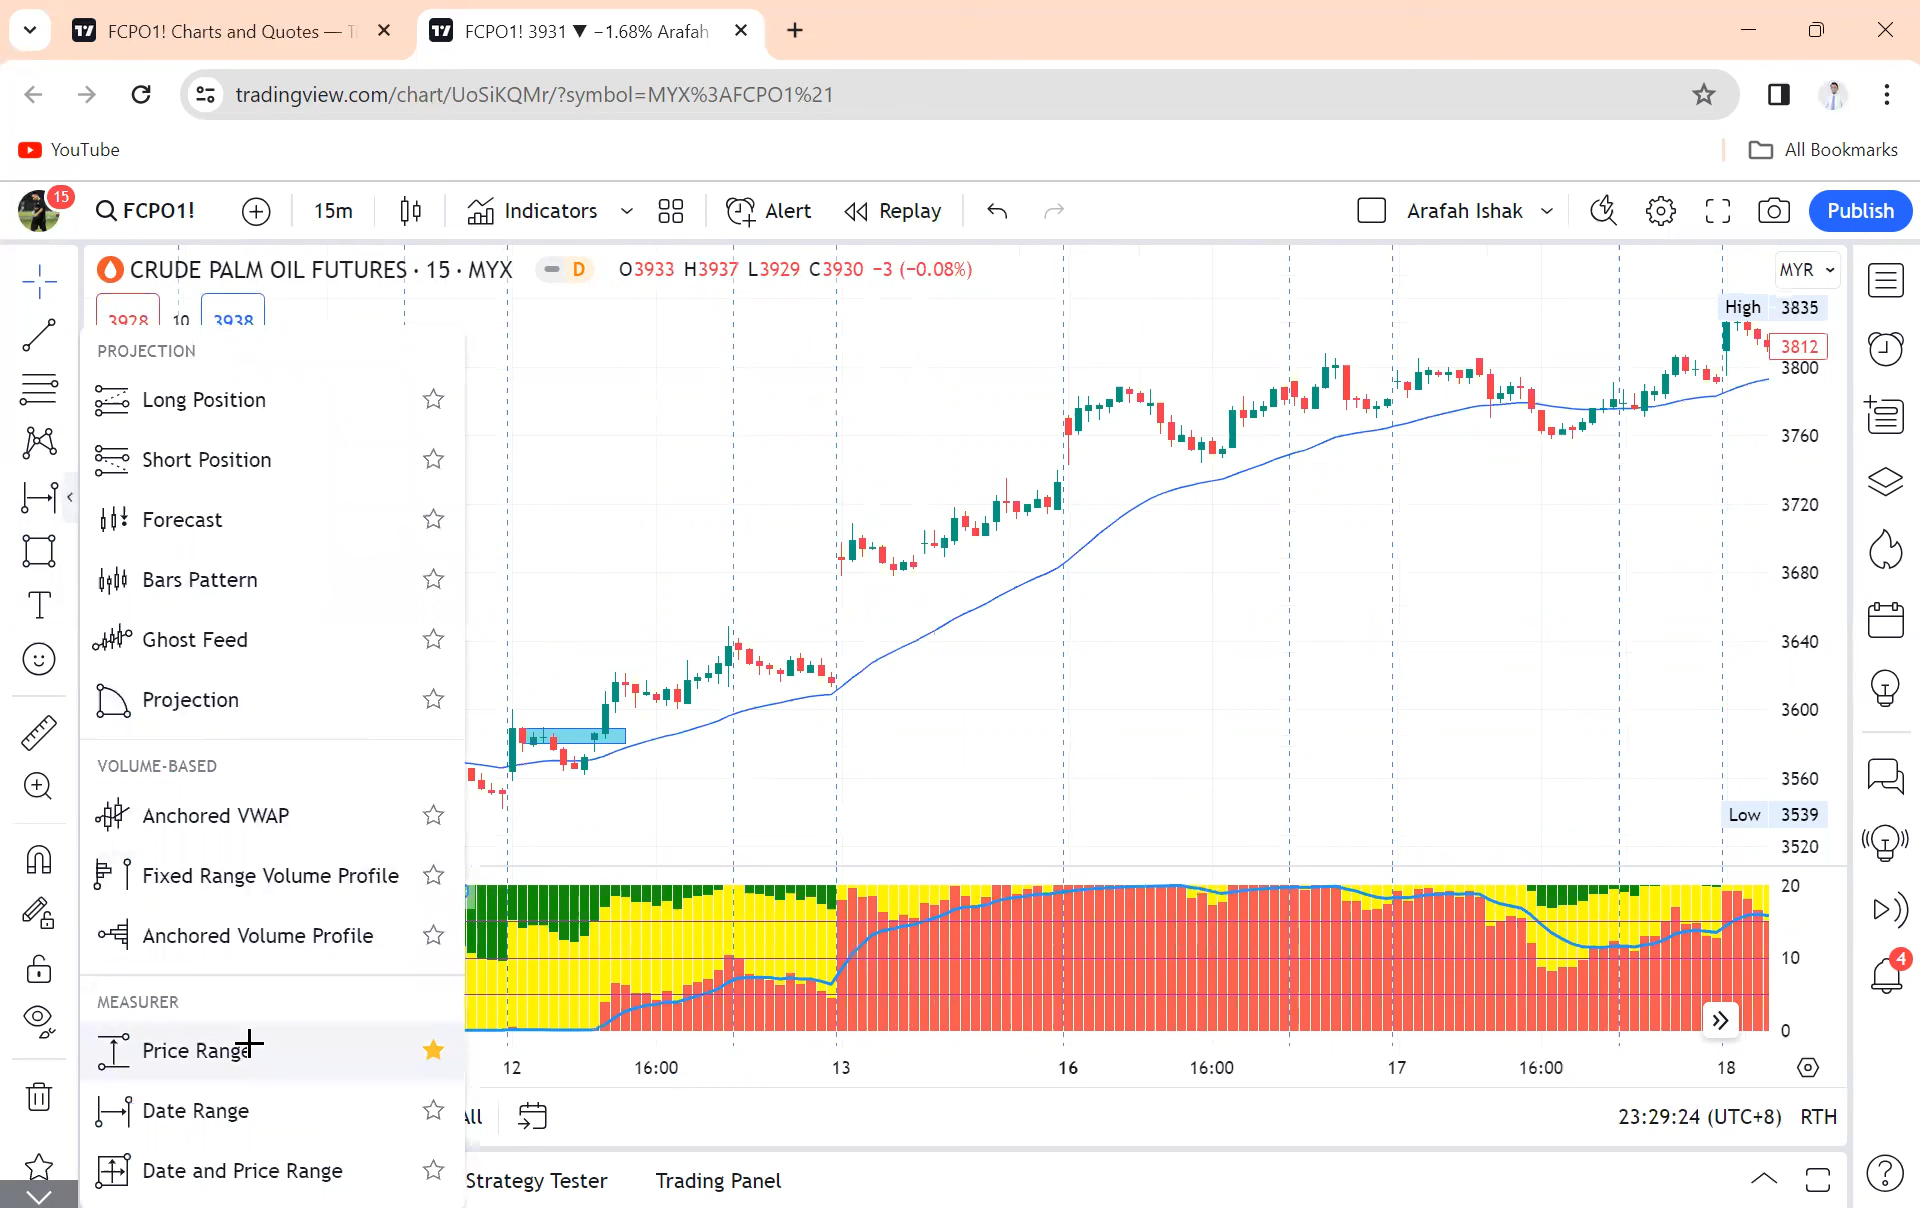 FCPO1! Charts and Quotes —
FCPO1! 3931 ▼ −1.68% Arafah
tradingview.com/chart/UoSiKQMr/?symbol=MYX%3AFCPO1%21
YouTube
All Bookmarks
15
FCPO1!
15m
Indicators
Alert
Replay
Arafah Ishak
Publish
CRUDE PALM OIL FUTURES · 15 · MYX
D
O3933 H3937 L3929 C3930 −3 (−0.08%)
MYR
3928
10
3938
High 3835
3812
3800
3760
3720
3680
3640
3600
3560
Low 3539
3520
PROJECTION
Long Position
Short Position
Forecast
Bars Pattern
Ghost Feed
Projection
VOLUME-BASED
Anchored VWAP
Fixed Range Volume Profile
Anchored Volume Profile
MEASURER
Price Range
Date Range
Date and Price Range
20
10
0
12
16:00
13
16
16:00
17
16:00
18
All
23:29:24 (UTC+8)
RTH
Strategy Tester
Trading Panel
4